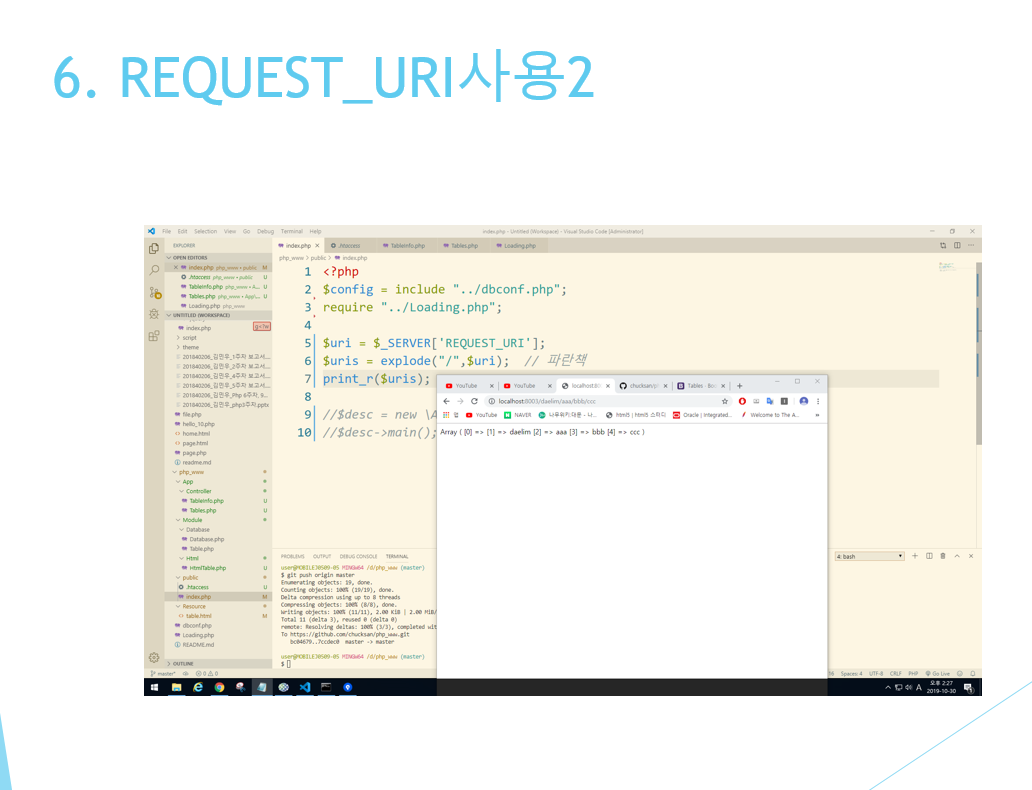 6. REQUEST_URI사용2
File Edit Selection View Go Debug Terminal Help
index.php - Untitled (Workspace) - Visual Studio Code [Administrator]
EXPLORER
OPEN EDITORS
index.php php_www • public M
.htaccess php_www • public U
TableInfo.php php_www • A... U
Tables.php php_www • App\... U
Loading.php php_www
UNTITLED (WORKSPACE)
index.php
script
theme
201840206_김민우_1주차 보고서....
201840206_김민우_2주차 보고서....
201840206_김민우_4주차 보고서....
201840206_김민우_5주차 보고서....
201840206_김민우_Php 6주차, 9...
201840206_김민우_php3주차.pptx
file.php
hello_10.php
home.html
page.html
page.php
readme.md
php_www
App
Controller
TableInfo.php U
Tables.php U
Module
Database
Database.php
Table.php
Html
HtmlTable.php U
public
.htaccess U
index.php M
Resource
table.html M
dbconf.php
Loading.php
README.md
OUTLINE
index.php .htaccess TableInfo.php Tables.php Loading.php
php_www > public > index.php
1 <?php
2 $config = include "../dbconf.php";
3 require "../Loading.php";
4
5 $uri = $_SERVER['REQUEST_URI'];
6 $uris = explode("/",$uri); // 파란책
7 print_r($uris);
8
9 //$desc = new \A
10 //$desc->main();
YouTube YouTube localhost:80 chucksan/p Tables · Bo
localhost:8003/daelim/aaa/bbb/ccc
앱 YouTube NAVER 나무위키:대문 - 나... html5 | html5 스터디 Oracle | Integrated... Welcome to The A...
Array ( [0] => [1] => daelim [2] => aaa [3] => bbb [4] => ccc )
PROBLEMS OUTPUT DEBUG CONSOLE TERMINAL
4: bash
user@MOBILE30S09-05 MINGW64 /d/php_www (master)
$ git push origin master
Enumerating objects: 19, done.
Counting objects: 100% (19/19), done.
Delta compression using up to 8 threads
Compressing objects: 100% (8/8), done.
Writing objects: 100% (11/11), 2.00 KiB | 2.00 MiB/
Total 11 (delta 3), reused 0 (delta 0)
remote: Resolving deltas: 100% (3/3), completed wit
To https://github.com/chucksan/php_www.git
bc04679..7ccdec0 master -> master
user@MOBILE30S09-05 MINGW64 /d/php_www (master)
$
master* 0 0
Spaces: 4 UTF-8 CRLF PHP Go Live
A 오후 2:27
2019-10-30